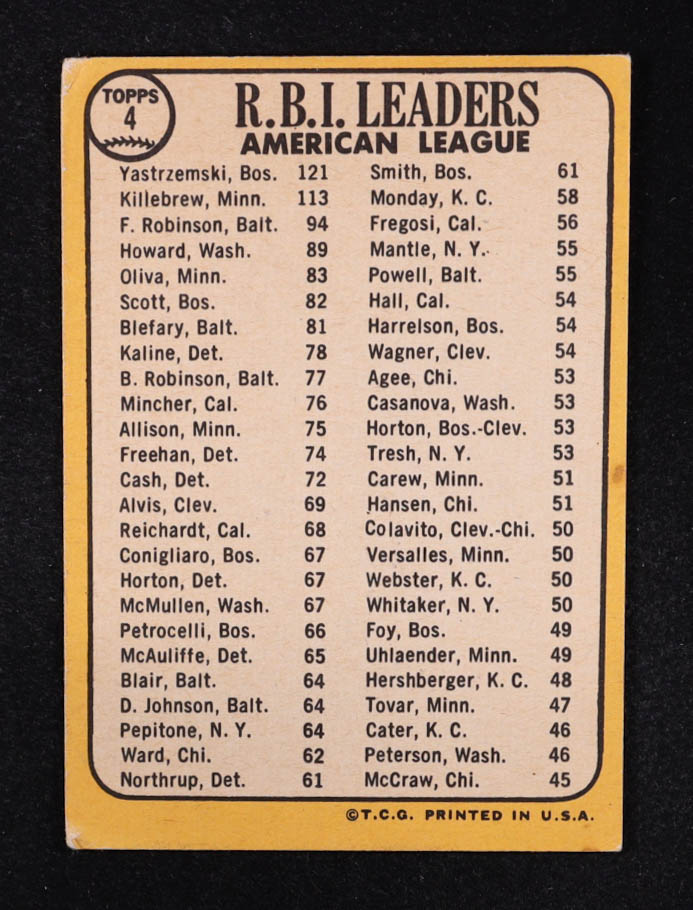 TOPPS
4
R.B.I. LEADERS
AMERICAN LEAGUE
Yastrzemski, Bos. 121
Killebrew, Minn. 113
F. Robinson, Balt. 94
Howard, Wash. 89
Oliva, Minn. 83
Scott, Bos. 82
Blefary, Balt. 81
Kaline, Det. 78
B. Robinson, Balt. 77
Mincher, Cal. 76
Allison, Minn. 75
Freehan, Det. 74
Cash, Det. 72
Alvis, Clev. 69
Reichardt, Cal. 68
Conigliaro, Bos. 67
Horton, Det. 67
McMullen, Wash. 67
Petrocelli, Bos. 66
McAuliffe, Det. 65
Blair, Balt. 64
D. Johnson, Balt. 64
Pepitone, N. Y. 64
Ward, Chi. 62
Northrup, Det. 61
Smith, Bos. 61
Monday, K. C. 58
Fregosi, Cal. 56
Mantle, N. Y. 55
Powell, Balt. 55
Hall, Cal. 54
Harrelson, Bos. 54
Wagner, Clev. 54
Agee, Chi. 53
Casanova, Wash. 53
Horton, Bos.-Clev. 53
Tresh, N. Y. 53
Carew, Minn. 51
Hansen, Chi. 51
Colavito, Clev.-Chi. 50
Versalles, Minn. 50
Webster, K. C. 50
Whitaker, N. Y. 50
Foy, Bos. 49
Uhlaender, Minn. 49
Hershberger, K. C. 48
Tovar, Minn. 47
Cater, K. C. 46
Peterson, Wash. 46
McCraw, Chi. 45
©T.C.G. PRINTED IN U.S.A.